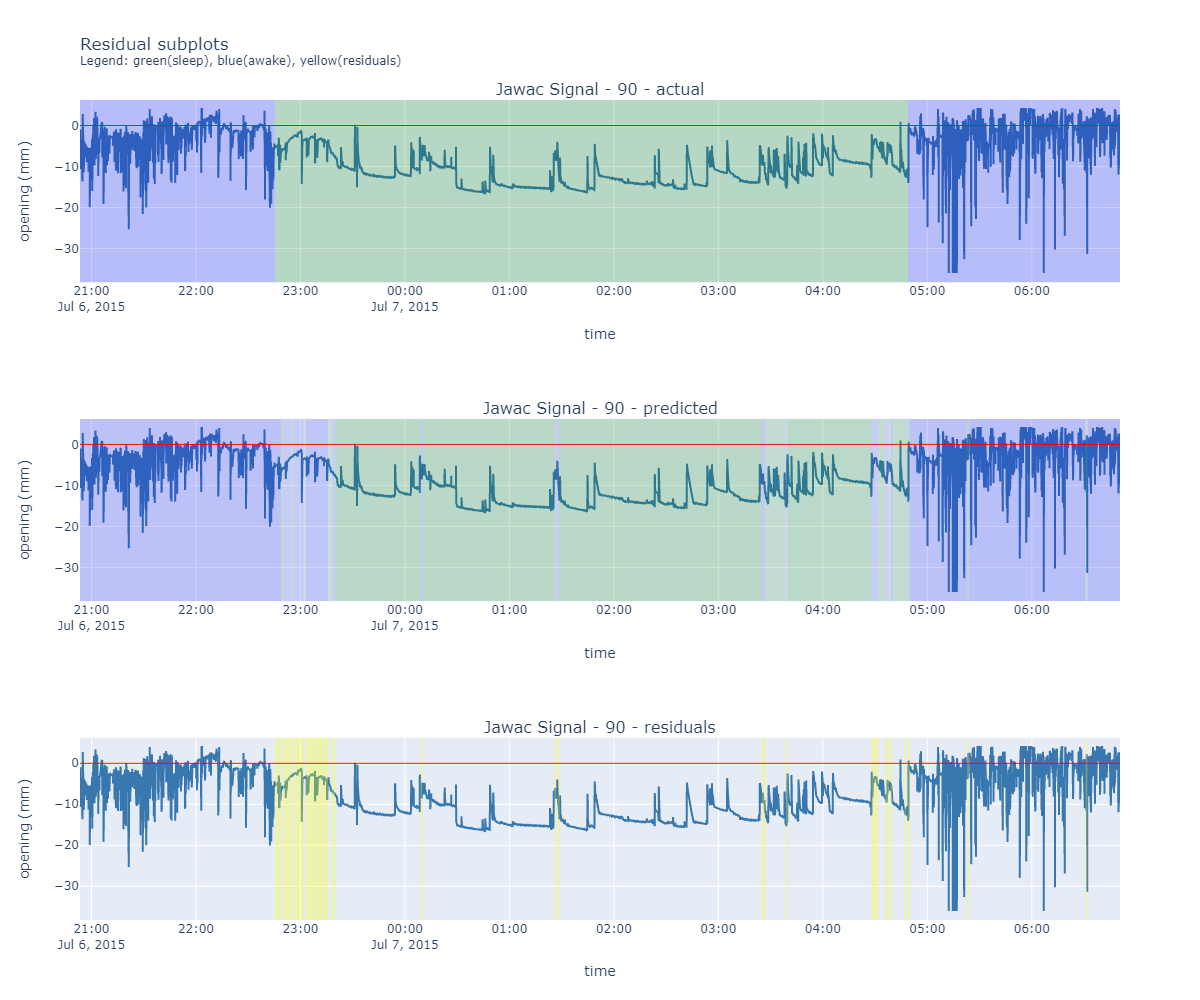 Residual subplots
Legend: green(sleep), blue(awake), yellow(residuals)
Jawac Signal - 90 - actual
opening (mm)
0
−10
−20
−30
21:00 22:00 23:00 00:00 01:00 02:00 03:00 04:00 05:00 06:00
Jul 6, 2015 Jul 7, 2015
time
Jawac Signal - 90 - predicted
opening (mm)
0
−10
−20
−30
21:00 22:00 23:00 00:00 01:00 02:00 03:00 04:00 05:00 06:00
Jul 6, 2015 Jul 7, 2015
time
Jawac Signal - 90 - residuals
opening (mm)
0
−10
−20
−30
21:00 22:00 23:00 00:00 01:00 02:00 03:00 04:00 05:00 06:00
Jul 6, 2015 Jul 7, 2015
time